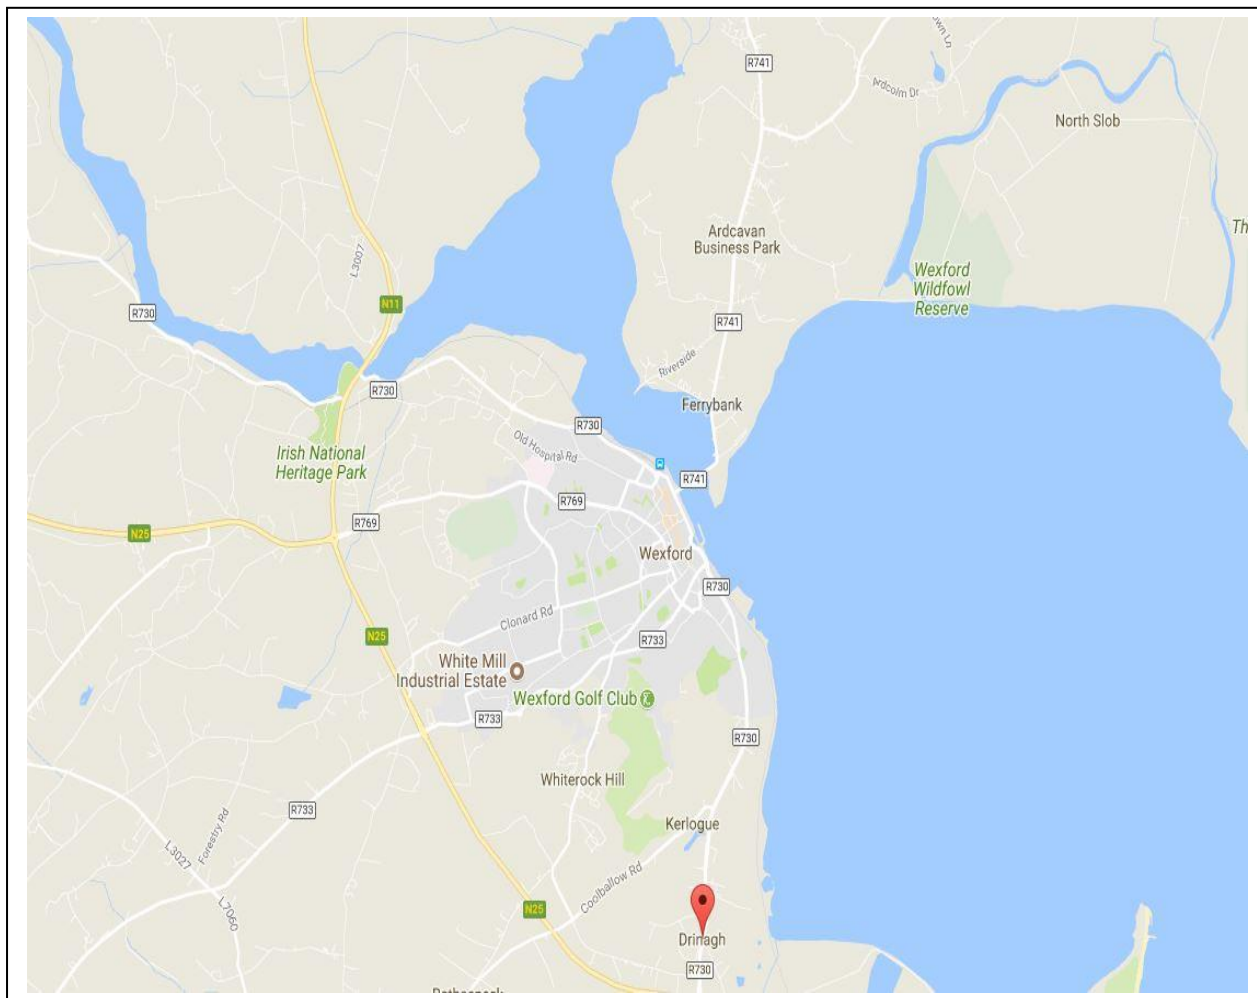 R741
own Ln
Ardcolm Dr
North Slob
Ardcavan
Business Park
Th
L3007
Wexford
Wildfowl
Reserve
N11
R730
R741
Riverside
R730
Ferrybank
R730
Old Hospital Rd
Irish National
Heritage Park
R741
R769
R769
N25
Wexford
R730
Clonard Rd
N25
R733
White Mill
Industrial Estate
Wexford Golf Club
R733
R730
Whiterock Hill
R733
Forestry Rd
Kerlogue
L3027
Coolballow Rd
L7060
N25
Drinagh
R730